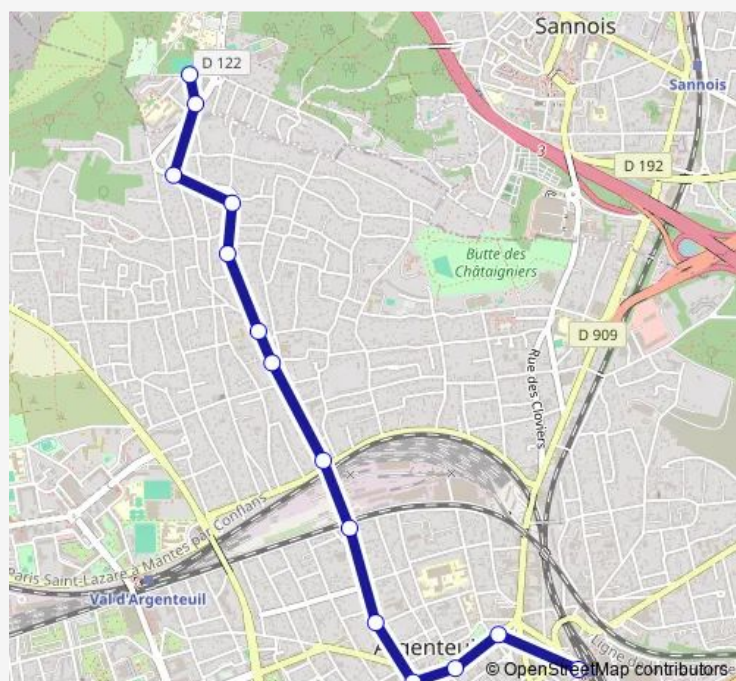 Sannois
D 122
Sannois
3
D 192
Butte des
Châtaigniers
D 909
Rue des Cloviers
Paris Saint-Lazare à Mantes par Conflans
Val d'Argenteuil
Argenteuil
Ligne de
© OpenStreetMap contributors